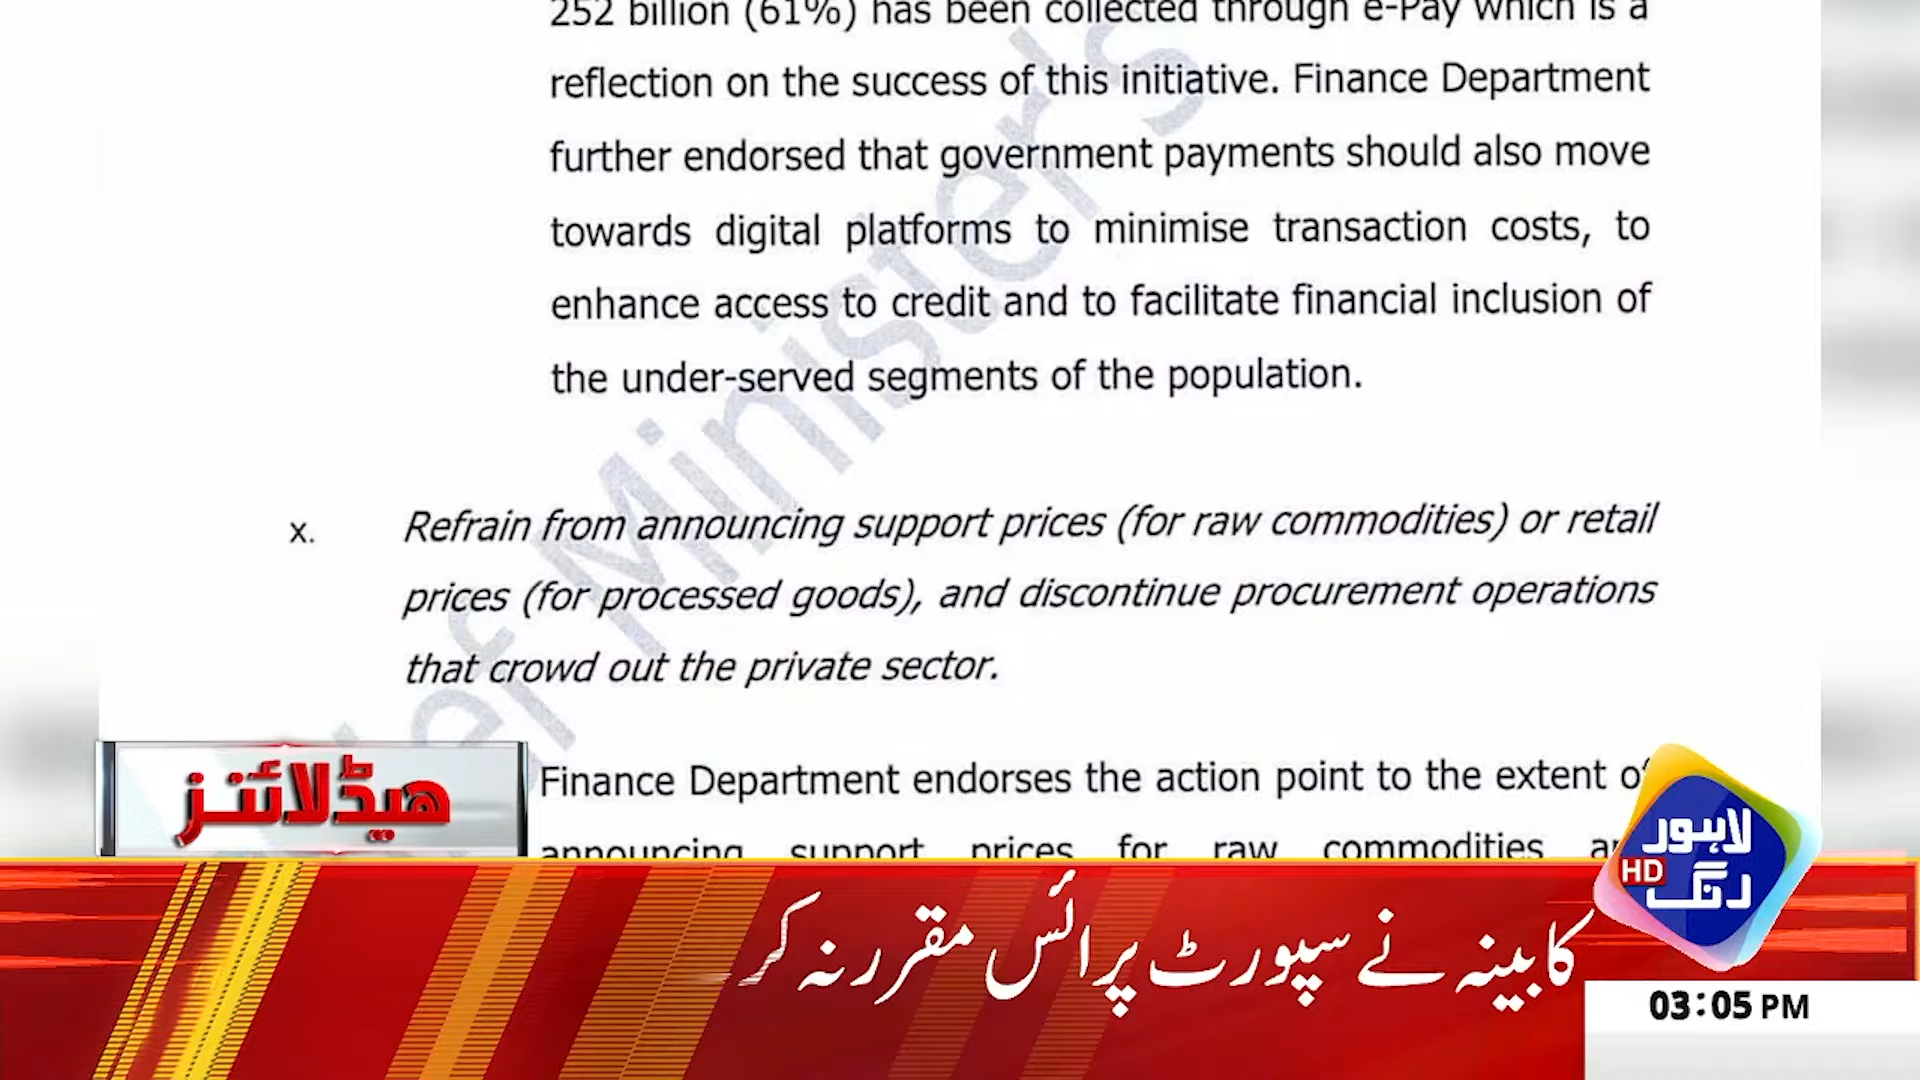 252 billion (61%) has been collected through e-Pay which is a
reflection on the success of this initiative. Finance Department
further endorsed that government payments should also move
towards digital platforms to minimise transaction costs, to
enhance access to credit and to facilitate financial inclusion of
the under-served segments of the population.
x. Refrain from announcing support prices (for raw commodities) or retail
prices (for processed goods), and discontinue procurement operations
that crowd out the private sector.
Finance Department endorses the action point to the extent of
announcing support prices for raw commodities
Minister's
ہیڈلائنز
لاہور
HD
رنگ
کابینہ نے سپورٹ پرائس مقرر نہ کر
03:05 PM